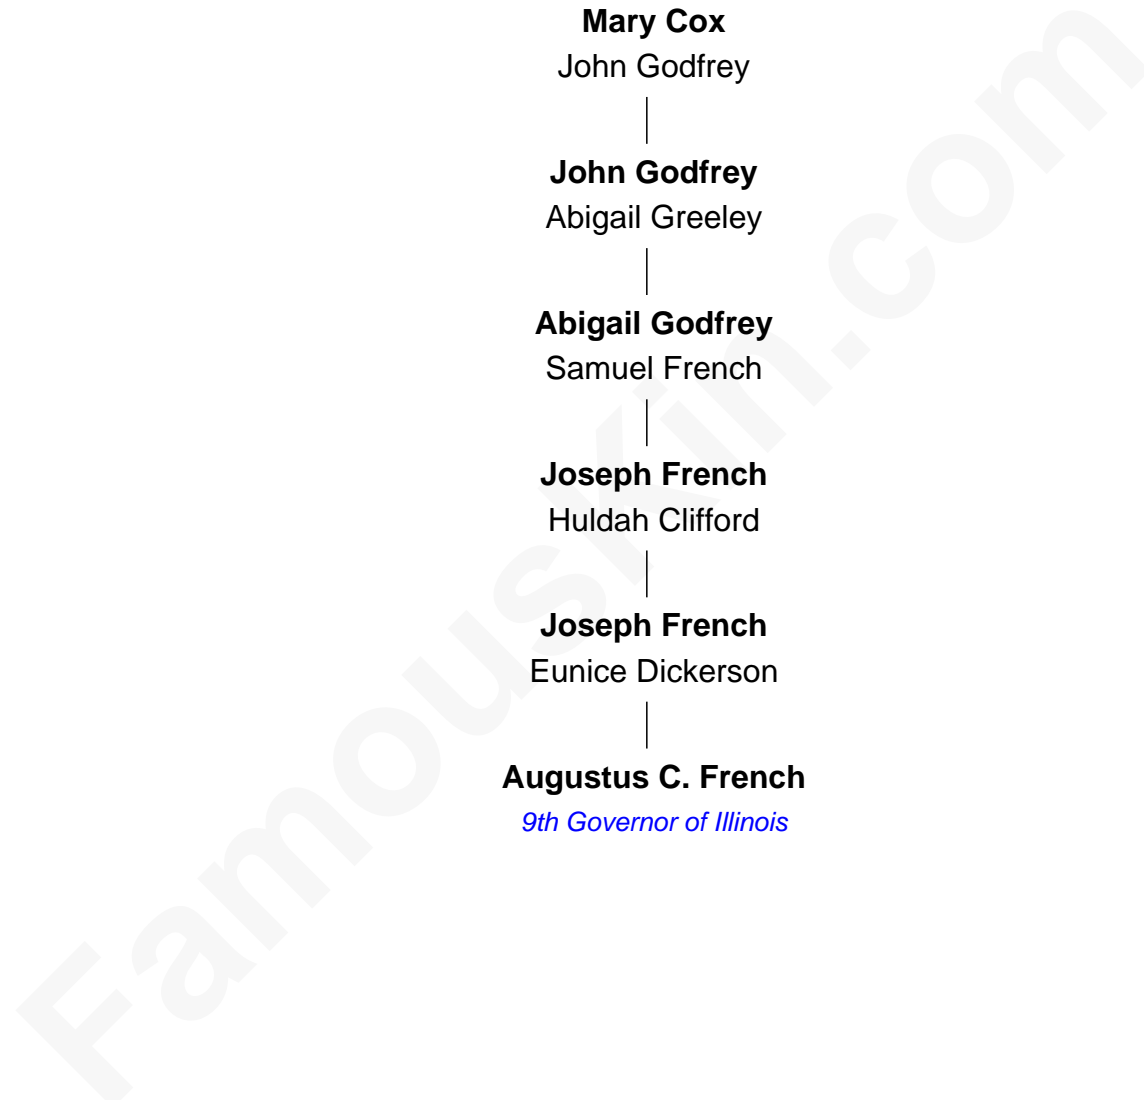 Mary Cox
John Godfrey
John Godfrey
Abigail Greeley
Abigail Godfrey
Samuel French
Joseph French
Huldah Clifford
Joseph French
Eunice Dickerson
Augustus C. French
9th Governor of Illinois
FamousKin.com